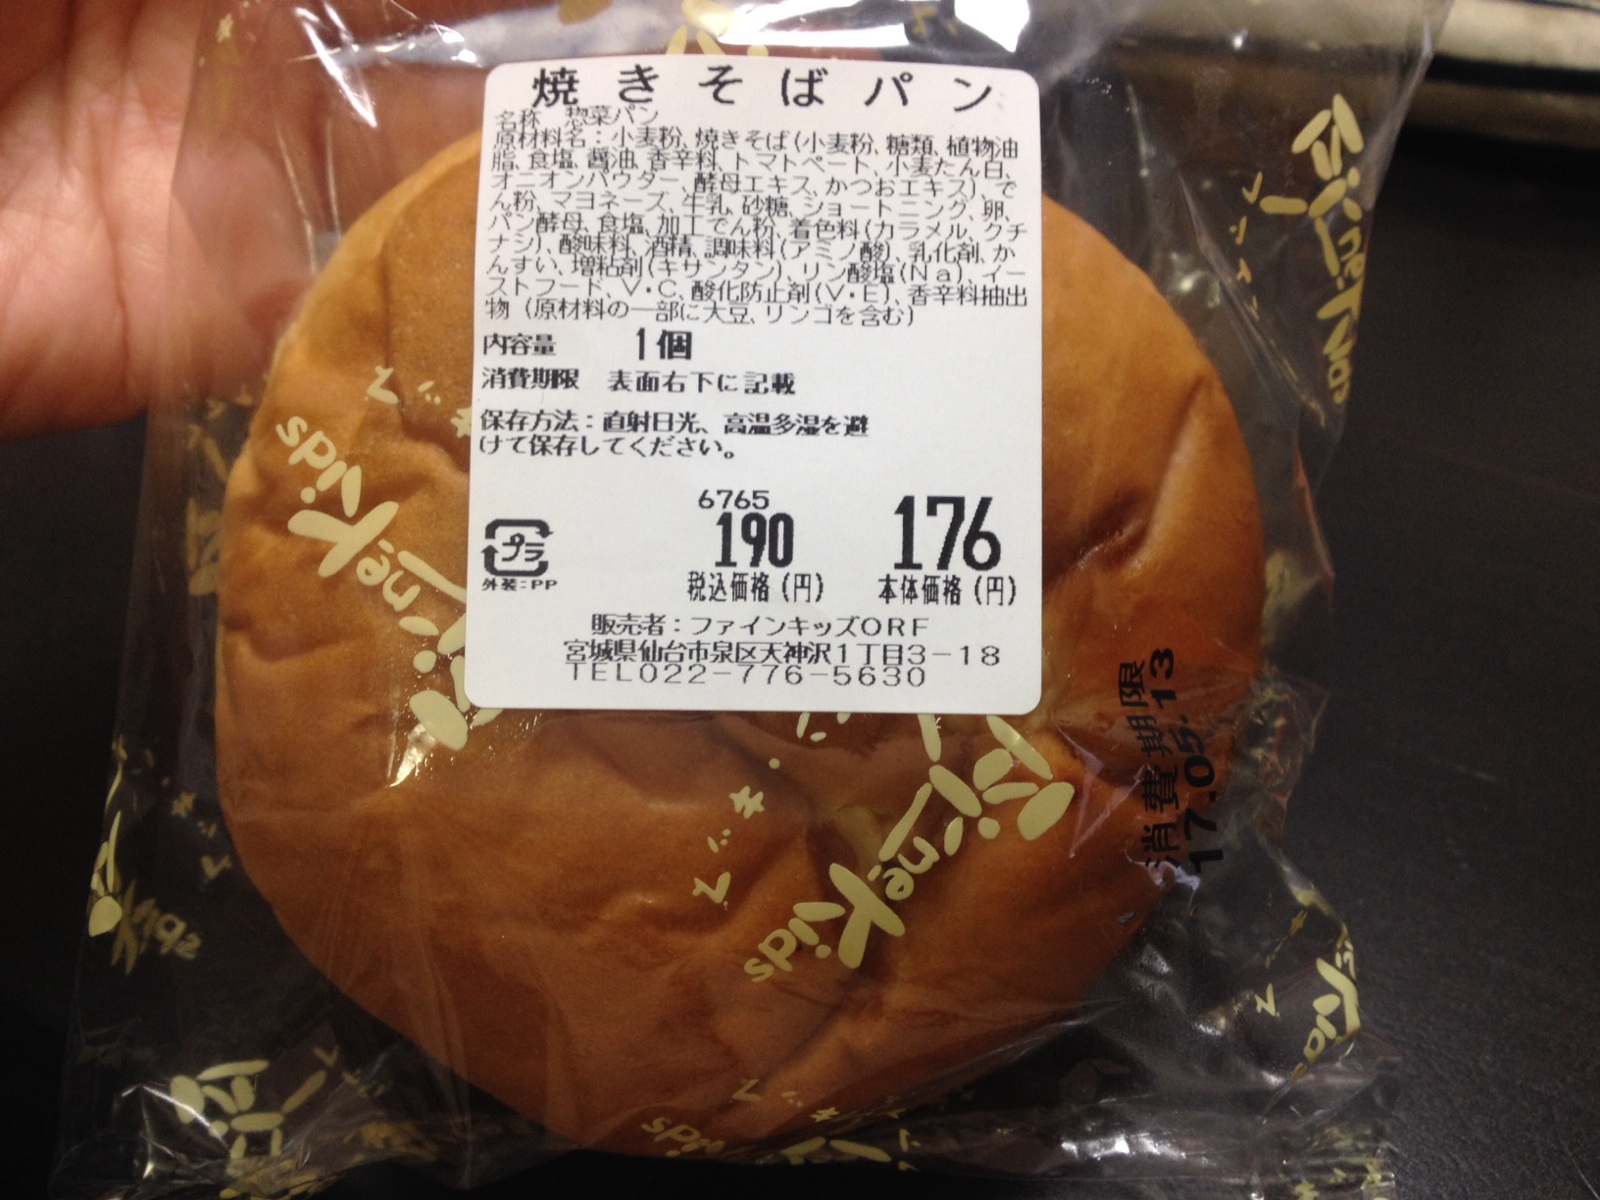 焼きそばパン
名称 惣菜パン
原材料名：小麦粉、焼きそば(小麦粉、糖類、植物油
脂、食塩、醤油、香辛料、トマトペート、小麦たん白、
オニオンパウダー、酵母エキス、かつおエキス)、で
ん粉、マヨネーズ、牛乳、砂糖、ショートニング、卵、
パン酵母、食塩、加工でん粉、着色料(カラメル、クチ
ナシ)、酸味料、酒精、調味料(アミノ酸)、乳化剤、か
んすい、増粘剤(キサンタン)、リン酸塩(Na)、イー
ストフード、V・C、酸化防止剤(V・E)、香辛料抽出
物 (原材料の一部に大豆、リンゴを含む)
内容量 1個
消費期限 表面右下に記載
保存方法：直射日光、高温多湿を避
けて保存してください。
6765
190 176
プラ
外装：PP
税込価格(円) 本体価格(円)
販売者：ファインキッズORF
宮城県仙台市泉区天神沢1丁目3-18
TEL022-776-5630
消費期限
17.05.13
Fine Kids
Fine Kids
Fine Kids
Kids
Kids